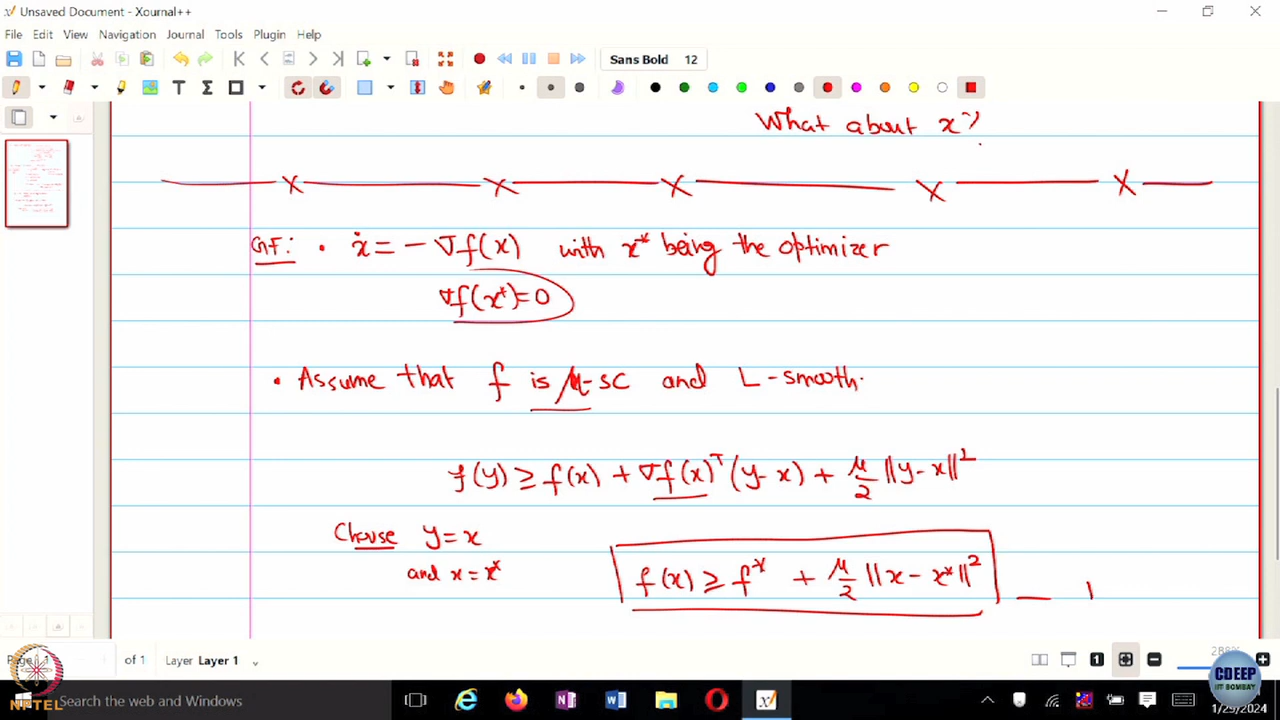 Unsaved Document - Xournal++
File Edit View Navigation Journal Tools Plugin Help
Sans Bold 12
What about x?
GF: • ẋ = - ∇f(x) with x* being the optimizer
∇f(x*) = 0
• Assume that f is μ-SC and L-smooth.
f(y) ≥ f(x) + ∇f(x)ᵀ (y-x) + μ/2 ||y-x||²
Choose y = x
and x = x*
f(x) ≥ f* + μ/2 ||x - x*||² — 1
of 1 Layer Layer 1
288%
Search the web and Windows
NPTEL
CDEEP
IIT BOMBAY
1/29/2024